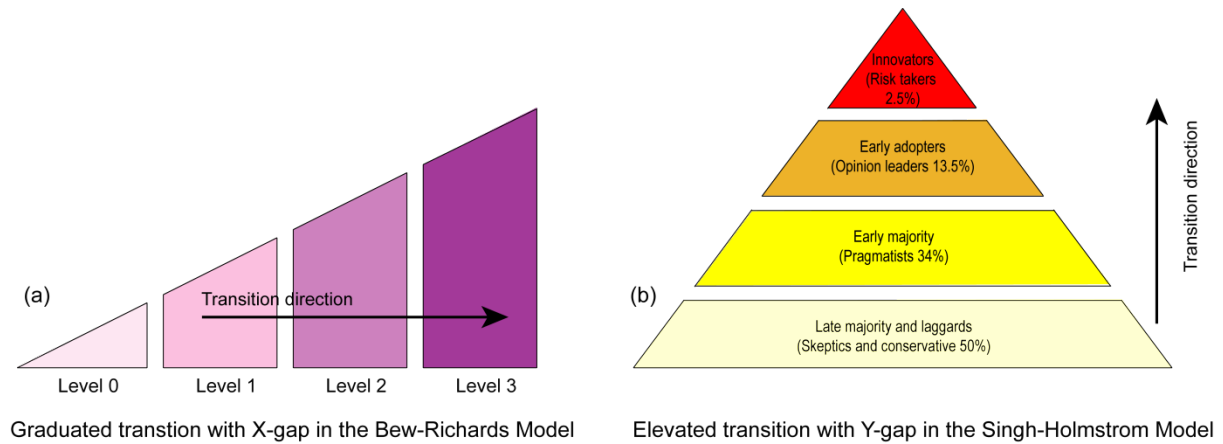 (a)
Transition direction
Level 0
Level 1
Level 2
Level 3
Graduated transtion with X-gap in the Bew-Richards Model
Innovators
(Risk takers
2.5%)
Early adopters
(Opinion leaders 13.5%)
Early majority
(Pragmatists 34%)
(b)
Late majority and laggards
(Skeptics and conservative 50%)
Transition direction
Elevated transition with Y-gap in the Singh-Holmstrom Model